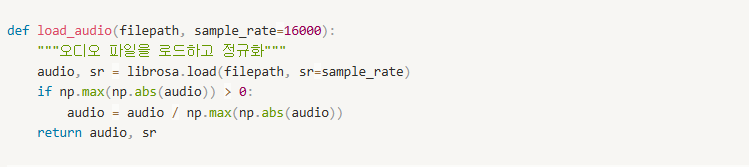 def load_audio(filepath, sample_rate=16000):
    """오디오 파일을 로드하고 정규화"""
    audio, sr = librosa.load(filepath, sr=sample_rate)
    if np.max(np.abs(audio)) > 0:
        audio = audio / np.max(np.abs(audio))
    return audio, sr